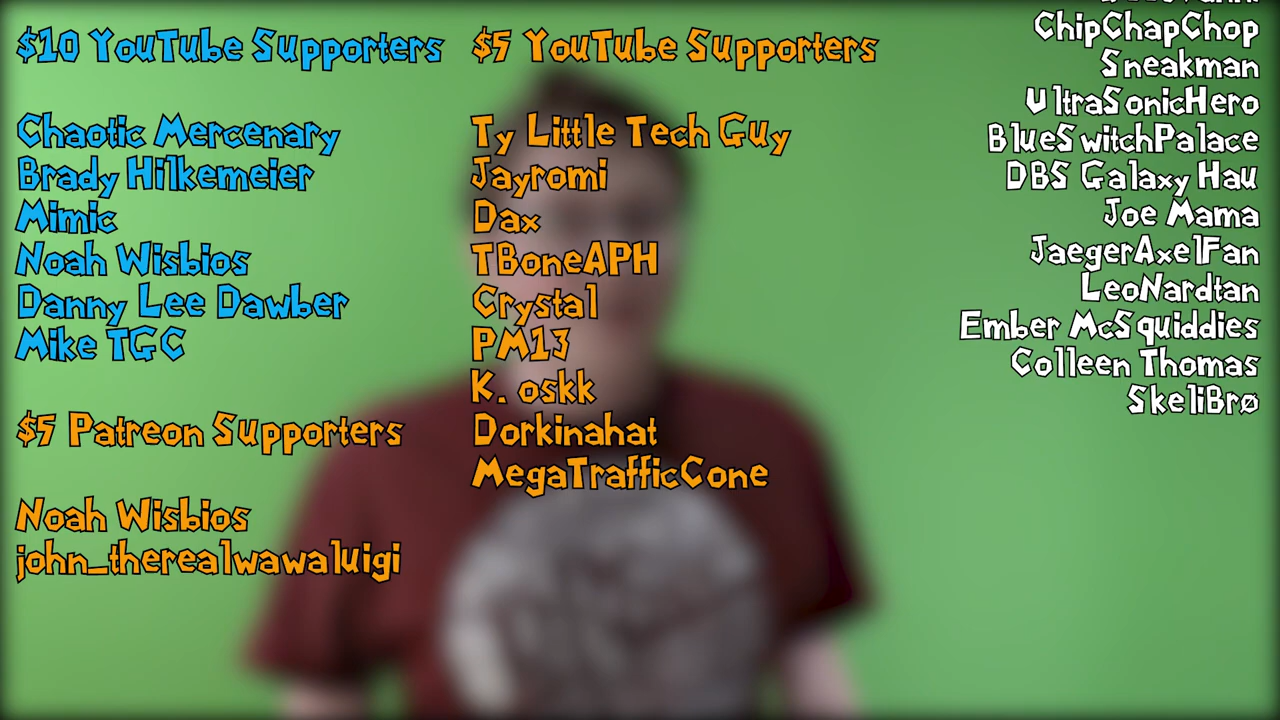 $10 YouTube Supporters
Chaotic Mercenary
Brady Hilkemeier
Mimic
Noah Wisbios
Danny Lee Dawber
Mike TGC
$5 Patreon Supporters
Noah Wisbios
john_therealwawaluigi
$5 YouTube Supporters
Ty Little Tech Guy
Jayromi
Dax
TBoneAPH
Crystal
PM13
K. oskk
Dorkinahat
MegaTrafficCone
ChipChapChop
Sneakman
UltraSonicHero
BlueSwitchPalace
DBS Galaxy Hau
Joe Mama
JaegerAxelFan
LeoNardtan
Ember McSquiddies
Colleen Thomas
SkeliBrø